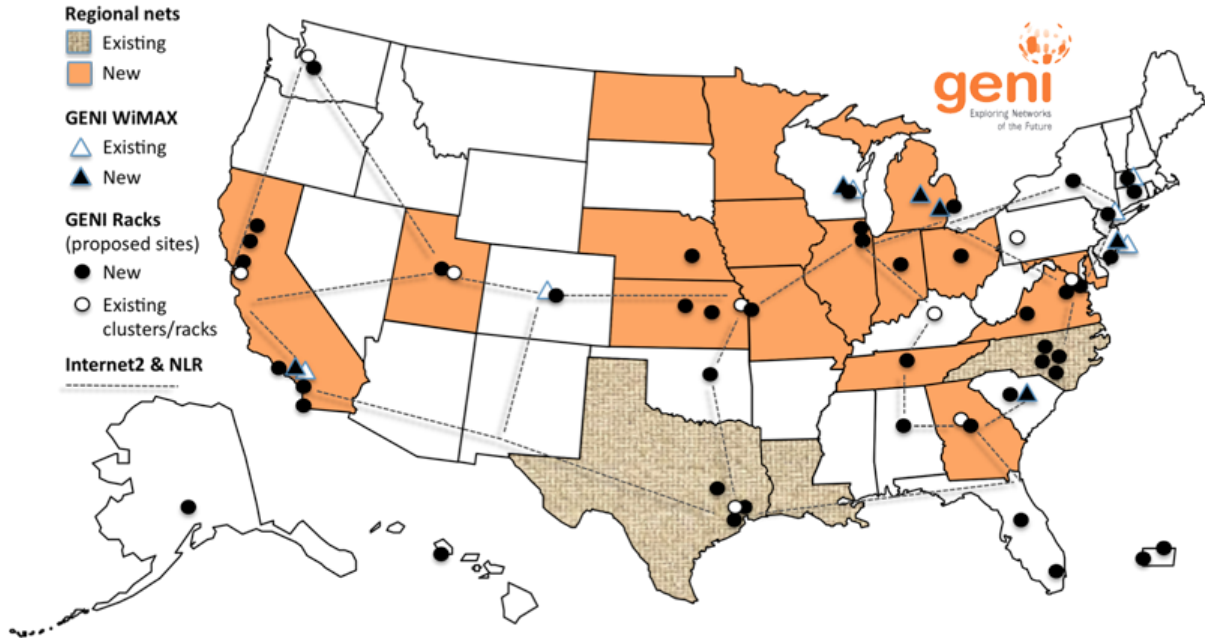 Regional nets
Existing
New
GENI WiMAX
Existing
New
GENI Racks
(proposed sites)
New
Existing
clusters/racks
Internet2 & NLR
geni
Exploring Networks
of the Future